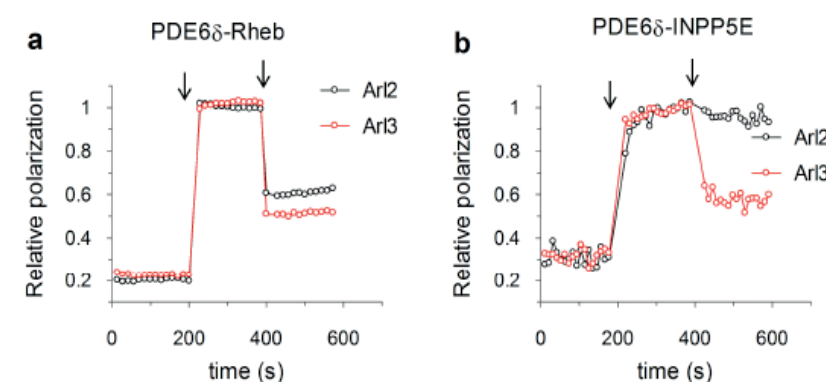 a
PDE6δ-Rheb
Relative polarization
1
0.8
0.6
0.4
0.2
0
200
400
600
time (s)
Arl2
Arl3
b
PDE6δ-INPP5E
Relative polarization
1
0.8
0.6
0.4
0.2
0
200
400
600
time (s)
Arl2
Arl3